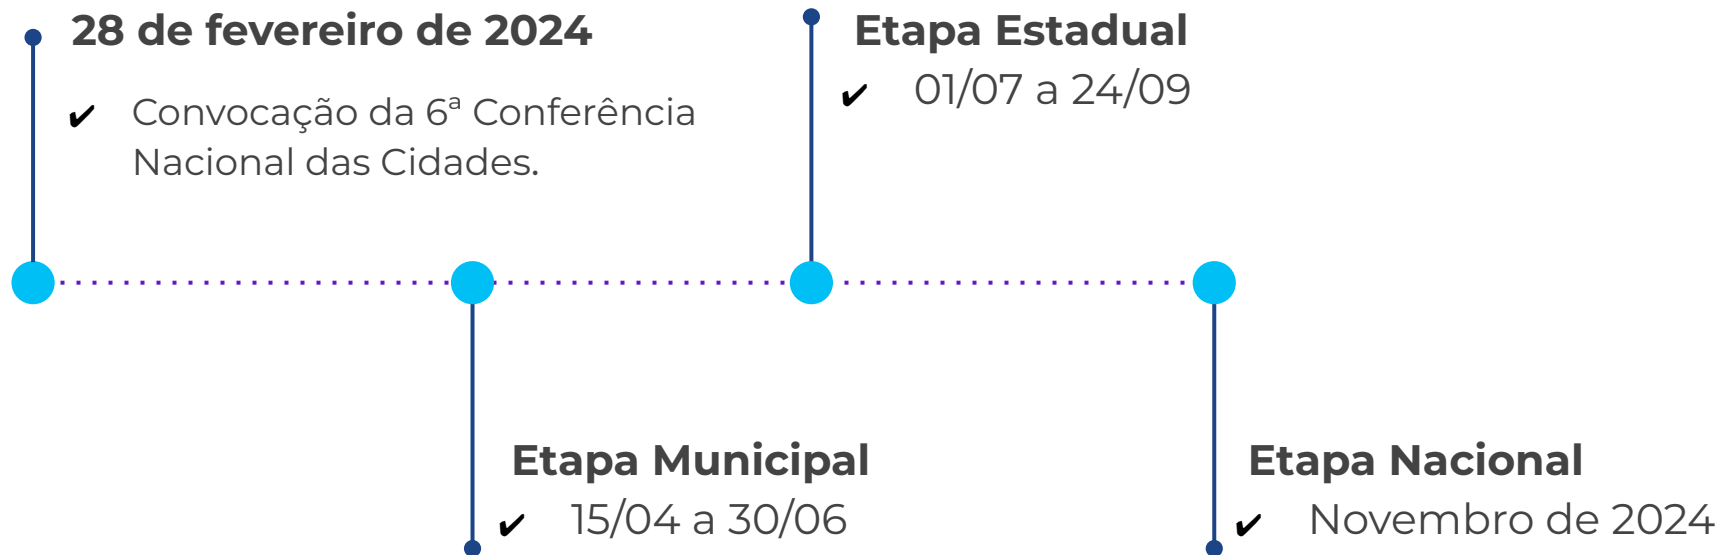 28 de fevereiro de 2024
✔ Convocação da 6ª Conferência
Nacional das Cidades.
Etapa Municipal
✔ 15/04 a 30/06
Etapa Estadual
✔ 01/07 a 24/09
Etapa Nacional
✔ Novembro de 2024